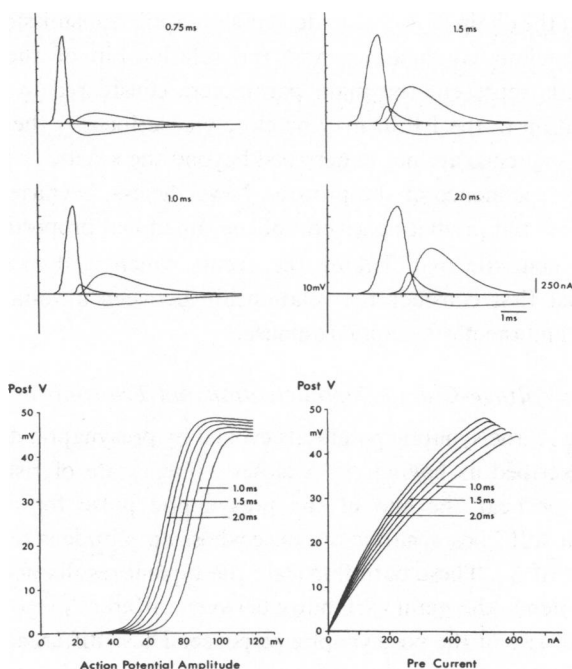 0.75 ms
1.5 ms
1.0 ms
2.0 ms
10mV
250 nA
1ms
Post V
50
mV
40
30
20
10
0
0 20 40 60 80 100 120 mV
1.0 ms
1.5 ms
2.0 ms
Action Potential Amplitude
Post V
50
mV
40
30
20
10
0
0 200 400 600 nA
1.0 ms
1.5 ms
2.0 ms
Pre Current